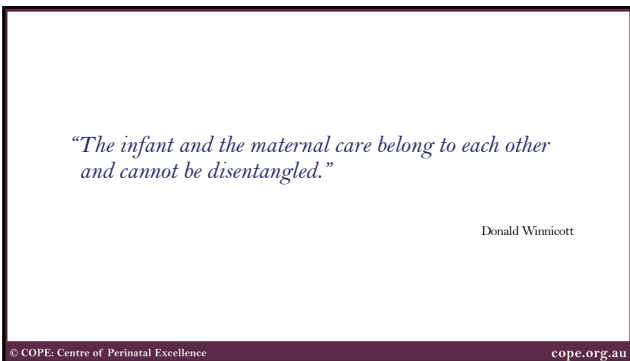 “The infant and the maternal care belong to each other
and cannot be disentangled.”
Donald Winnicott
© COPE: Centre of Perinatal Excellence
cope.org.au